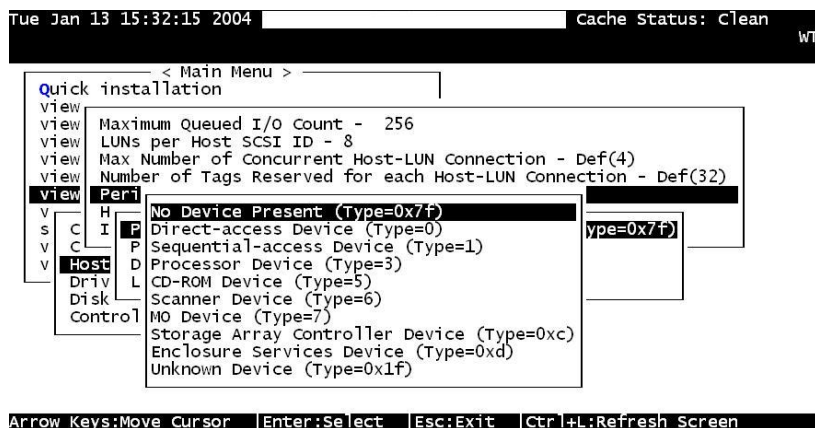 Tue Jan 13 15:32:15 2004 Cache Status: Clean
WT
< Main Menu >
Quick installation
view
view Maximum Queued I/O Count - 256
view LUNs per Host SCSI ID - 8
view Max Number of Concurrent Host-LUN Connection - Def(4)
view Number of Tags Reserved for each Host-LUN Connection - Def(32)
view Peri
v H No Device Present (Type=0x7f)
s C I P Direct-access Device (Type=0) ype=0x7f)
v C P Sequential-access Device (Type=1)
v Host D Processor Device (Type=3)
Driv L CD-ROM Device (Type=5)
Disk Scanner Device (Type=6)
Control MO Device (Type=7)
Storage Array Controller Device (Type=0xc)
Enclosure Services Device (Type=0xd)
Unknown Device (Type=0x1f)
Arrow Keys:Move Cursor |Enter:Select |Esc:Exit |Ctrl+L:Refresh Screen